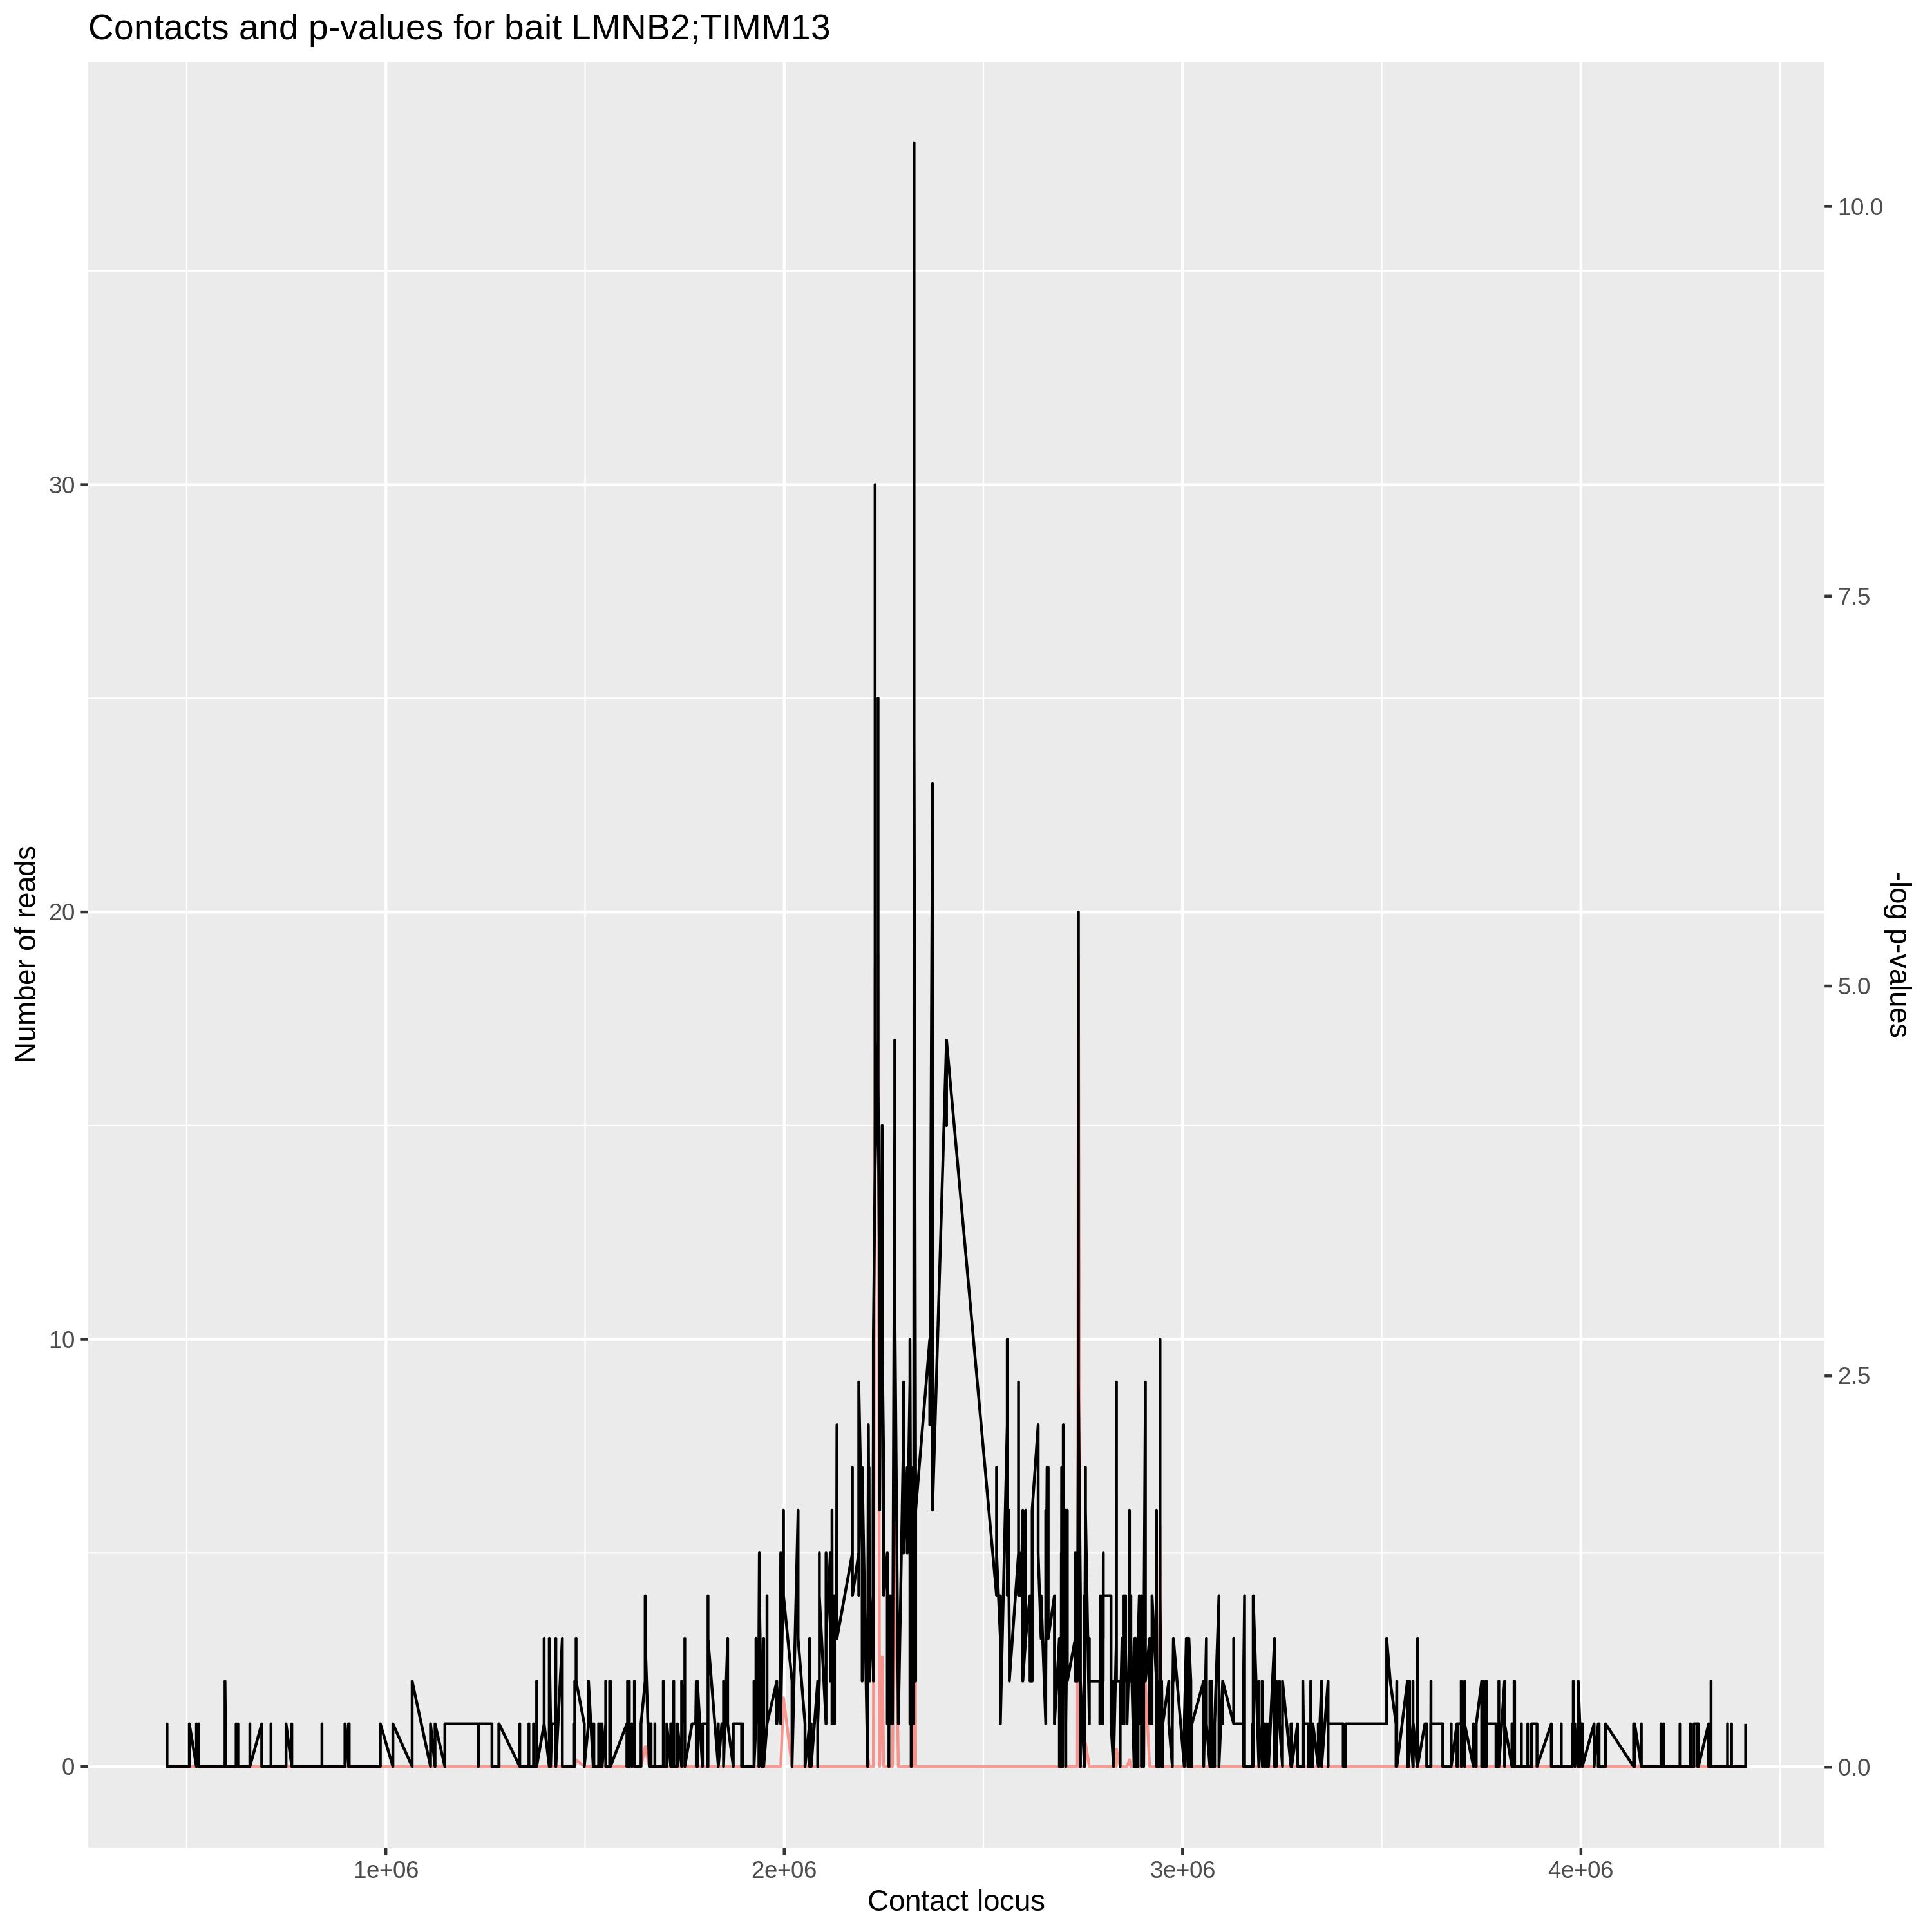 Contacts and p-values for bait LMNB2;TIMM13
Number of reads
30
20
10
0
10.0
7.5
5.0
2.5
0.0
-log p-values
1e+06
2e+06
3e+06
4e+06
Contact locus